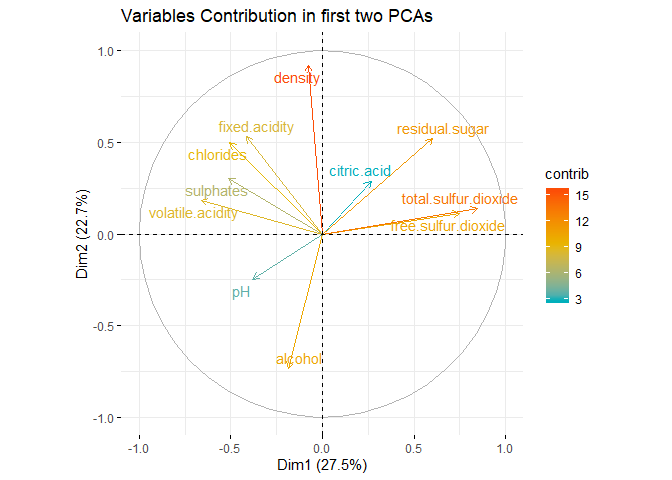 Variables Contribution in first two PCAs
1.0
density
fixed.acidity
residual.sugar
0.5
chlorides
citric.acid
contrib
15
sulphates
total.sulfur.dioxide
12
volatile.acidity
free.sulfur.dioxide
9
0.0
6
3
Dim2 (22.7%)
pH
-0.5
alcohol
-1.0
-1.0 -0.5 0.0 0.5 1.0
Dim1 (27.5%)